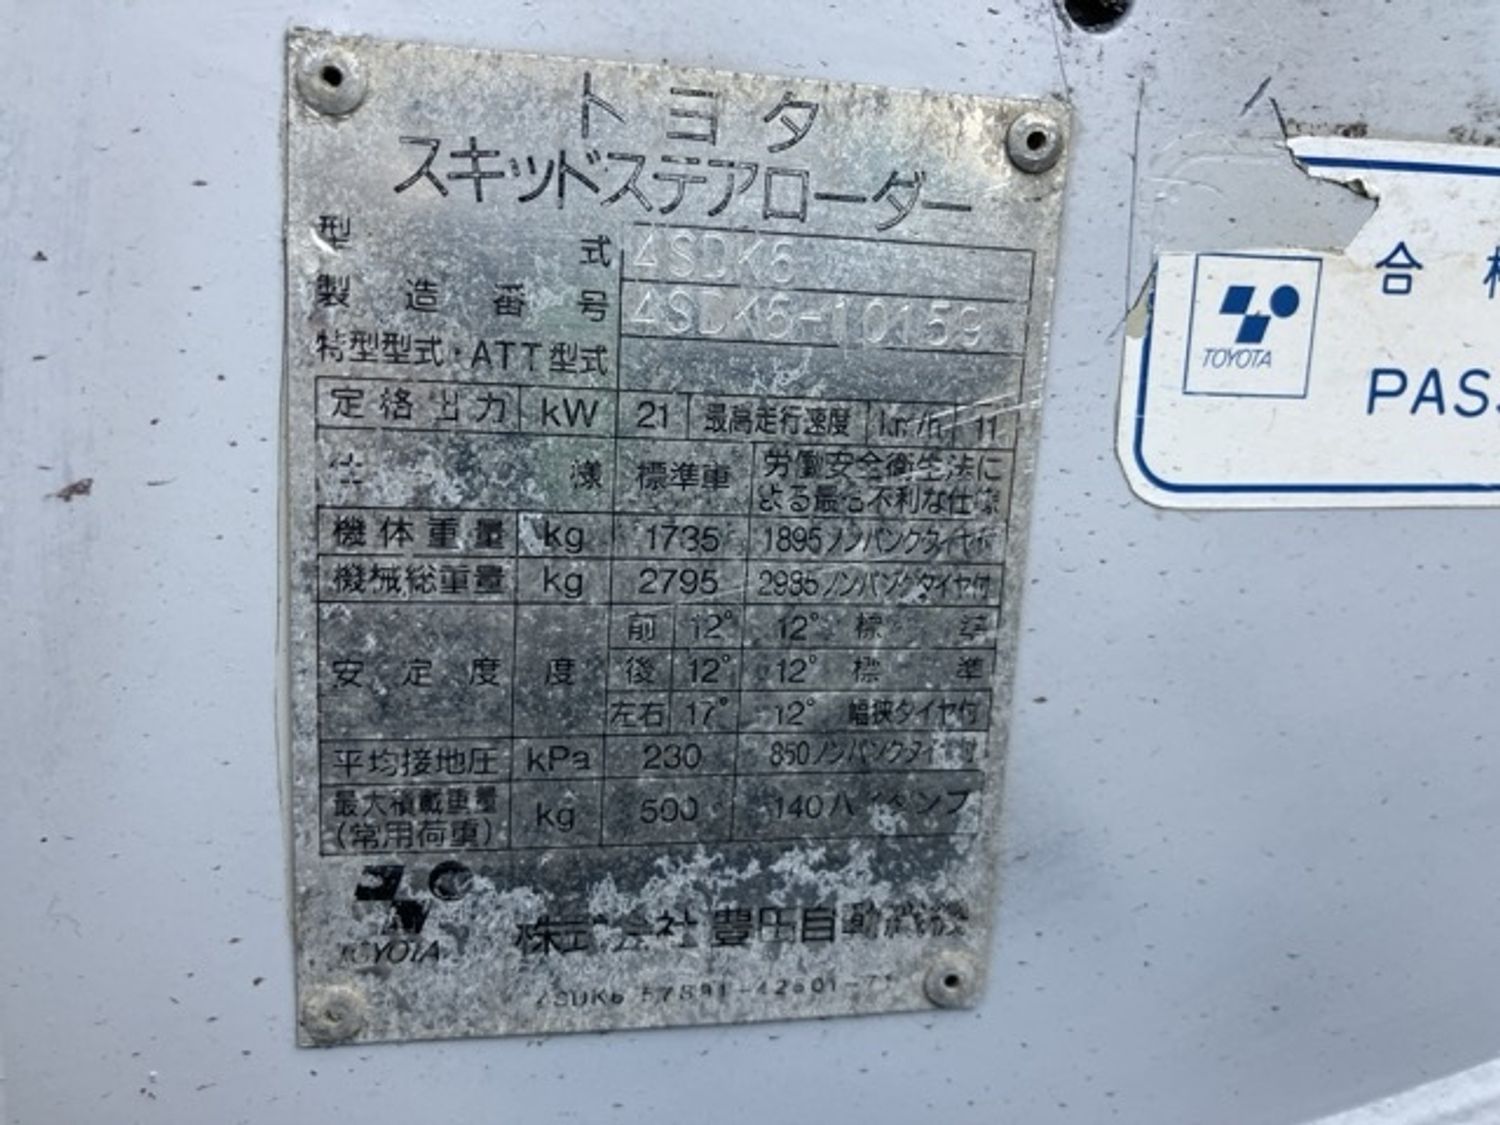 トヨタ
スキッドステアローダー
型式 4SDK6
製造番号 4SDK6-10159
特型型式・ATT型式
定格出力 kW 21 最高走行速度 km/h 11
仕様 標準車 労働安全衛生法に
よる最も不利な仕様
機体重量 kg 1735 1895ノンパンクタイヤ付
機械総重量 kg 2795 2985ノンパンクタイヤ付
安定度 度 前 12° 12° 標準
後 12° 12° 標準
左右 17° 12° 幅狭タイヤ付
平均接地圧 kPa 230 850ノンパンクタイヤ付
最大積載重量
(常用荷重) kg 500 140ハイダンプ
TOYOTA 株式会社豊田自動織機
4SDK6
TOYOTA
合
PAS